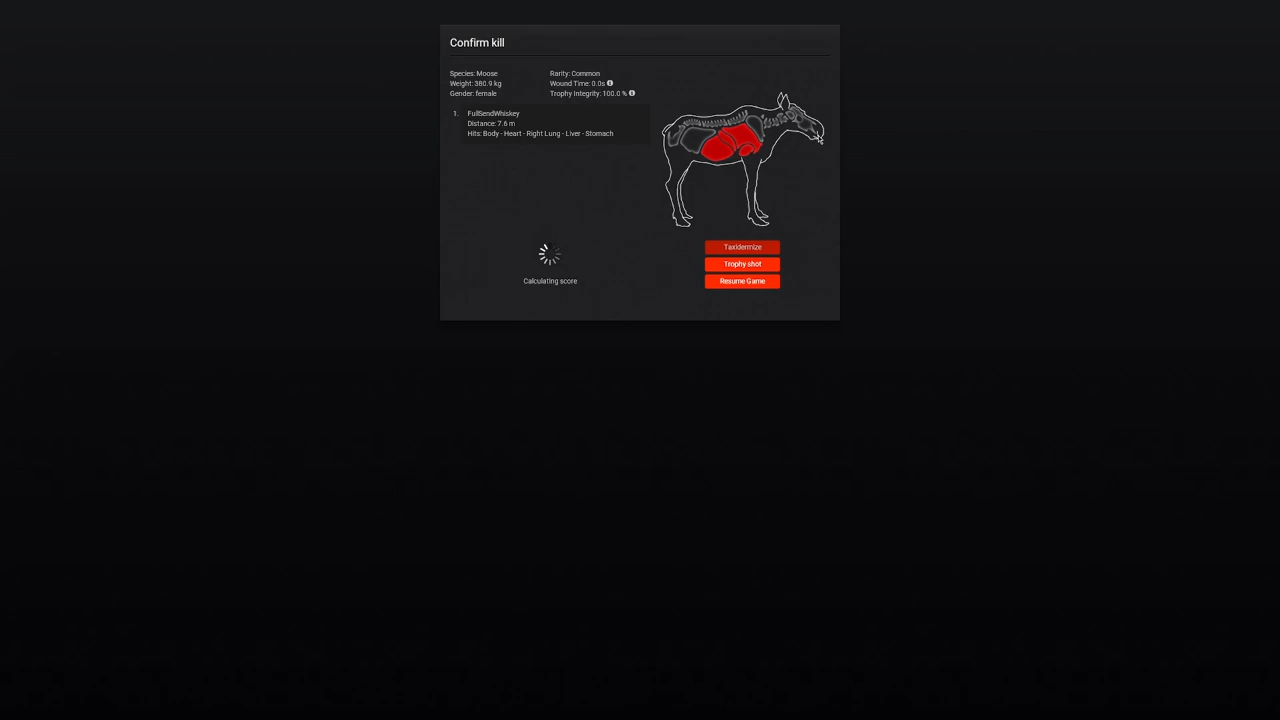 Confirm kill
Species: Moose
Rarity: Common
Weight: 380.9 kg
Wound Time: 0.0s
Gender: female
Trophy Integrity: 100.0 %
1. FullSendWhiskey
Distance: 7.6 m
Hits: Body - Heart - Right Lung - Liver - Stomach
Taxidermize
Trophy shot
Calculating score
Resume Game